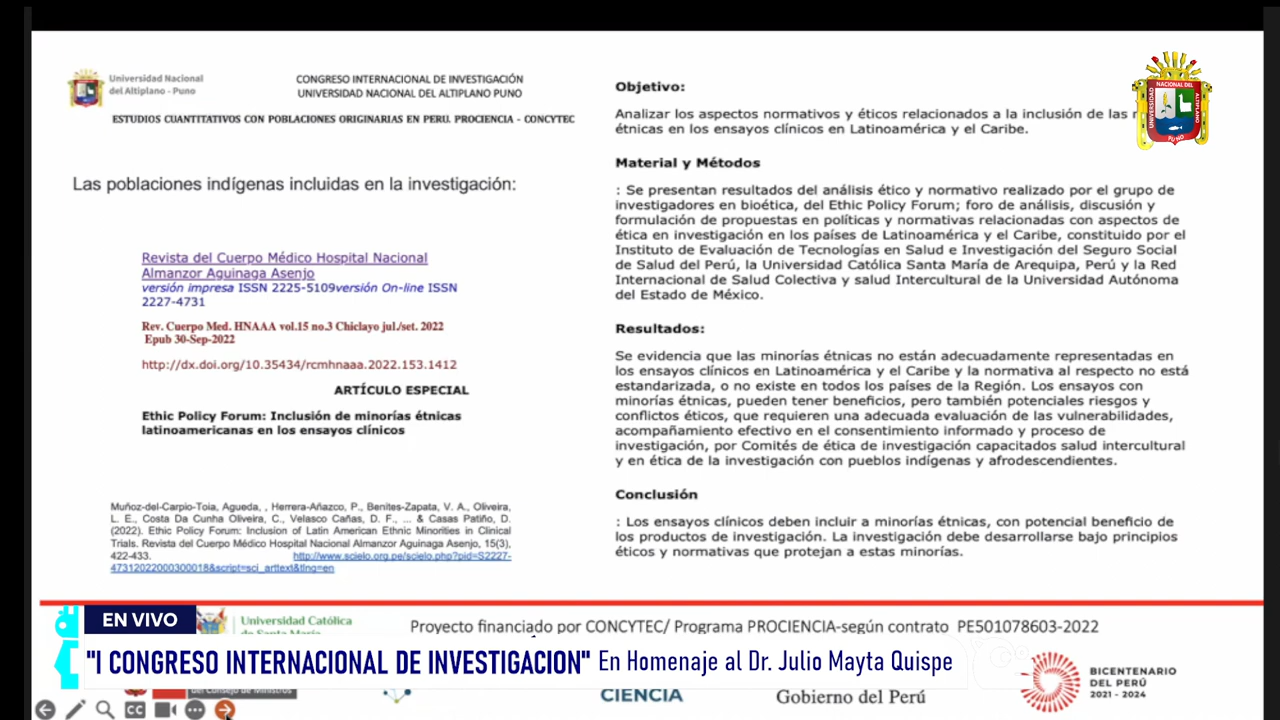 Universidad Nacional
del Altiplano - Puno
CONGRESO INTERNACIONAL DE INVESTIGACIÓN
UNIVERSIDAD NACIONAL DEL ALTIPLANO PUNO
ESTUDIOS CUANTITATIVOS CON POBLACIONES ORIGINARIAS EN PERU. PROCIENCIA - CONCYTEC
Las poblaciones indígenas incluidas en la investigación:
Revista del Cuerpo Médico Hospital Nacional
Almanzor Aguinaga Asenjo
versión impresa ISSN 2225-5109versión On-line ISSN
2227-4731
Rev. Cuerpo Med. HNAAA vol.15 no.3 Chiclayo jul./set. 2022
Epub 30-Sep-2022
http://dx.doi.org/10.35434/rcmhnaaa.2022.153.1412
ARTÍCULO ESPECIAL
Ethic Policy Forum: Inclusión de minorías étnicas
latinoamericanas en los ensayos clínicos
Muñoz-del-Carpio-Toia, Agueda, , Herrera-Añazco, P., Benites-Zapata, V. A., Oliveira,
L. E., Costa Da Cunha Oliveira, C., Velasco Cañas, D. F., ... & Casas Patiño, D.
(2022). Ethic Policy Forum: Inclusion of Latin American Ethnic Minorities in Clinical
Trials. Revista del Cuerpo Médico Hospital Nacional Almanzor Aguinaga Asenjo, 15(3),
422-433. http://www.scielo.org.pe/scielo.php?pid=S2227-
47312022000300018&script=sci_arttext&tlng=en
Objetivo:
Analizar los aspectos normativos y éticos relacionados a la inclusión de las
étnicas en los ensayos clínicos en Latinoamérica y el Caribe.
Material y Métodos
: Se presentan resultados del análisis ético y normativo realizado por el grupo de
investigadores en bioética, del Ethic Policy Forum; foro de análisis, discusión y
formulación de propuestas en políticas y normativas relacionadas con aspectos de
ética en investigación en los países de Latinoamérica y el Caribe, constituido por el
Instituto de Evaluación de Tecnologías en Salud e Investigación del Seguro Social
de Salud del Perú, la Universidad Católica Santa María de Arequipa, Perú y la Red
Internacional de Salud Colectiva y salud Intercultural de la Universidad Autónoma
del Estado de México.
Resultados:
Se evidencia que las minorías étnicas no están adecuadamente representadas en
los ensayos clínicos en Latinoamérica y el Caribe y la normativa al respecto no está
estandarizada, o no existe en todos los países de la Región. Los ensayos con
minorías étnicas, pueden tener beneficios, pero también potenciales riesgos y
conflictos éticos, que requieren una adecuada evaluación de las vulnerabilidades,
acompañamiento efectivo en el consentimiento informado y proceso de
investigación, por Comités de ética de investigación capacitados salud intercultural
y en ética de la investigación con pueblos indígenas y afrodescendientes.
Conclusión
: Los ensayos clínicos deben incluir a minorías étnicas, con potencial beneficio de
los productos de investigación. La investigación debe desarrollarse bajo principios
éticos y normativas que protejan a estas minorías.
UNIVERSIDAD NACIONAL DEL ALTIPLANO
PUNO
EN VIVO
Universidad Católica
de Santa María
Proyecto financiado por CONCYTEC/ Programa PROCIENCIA-según contrato PE501078603-2022
"I CONGRESO INTERNACIONAL DE INVESTIGACIÓN" En Homenaje al Dr. Julio Mayta Quispe
del Consejo de Ministros
CIENCIA
Gobierno del Perú
BICENTENARIO
DEL PERÚ
2021 - 2024
CC